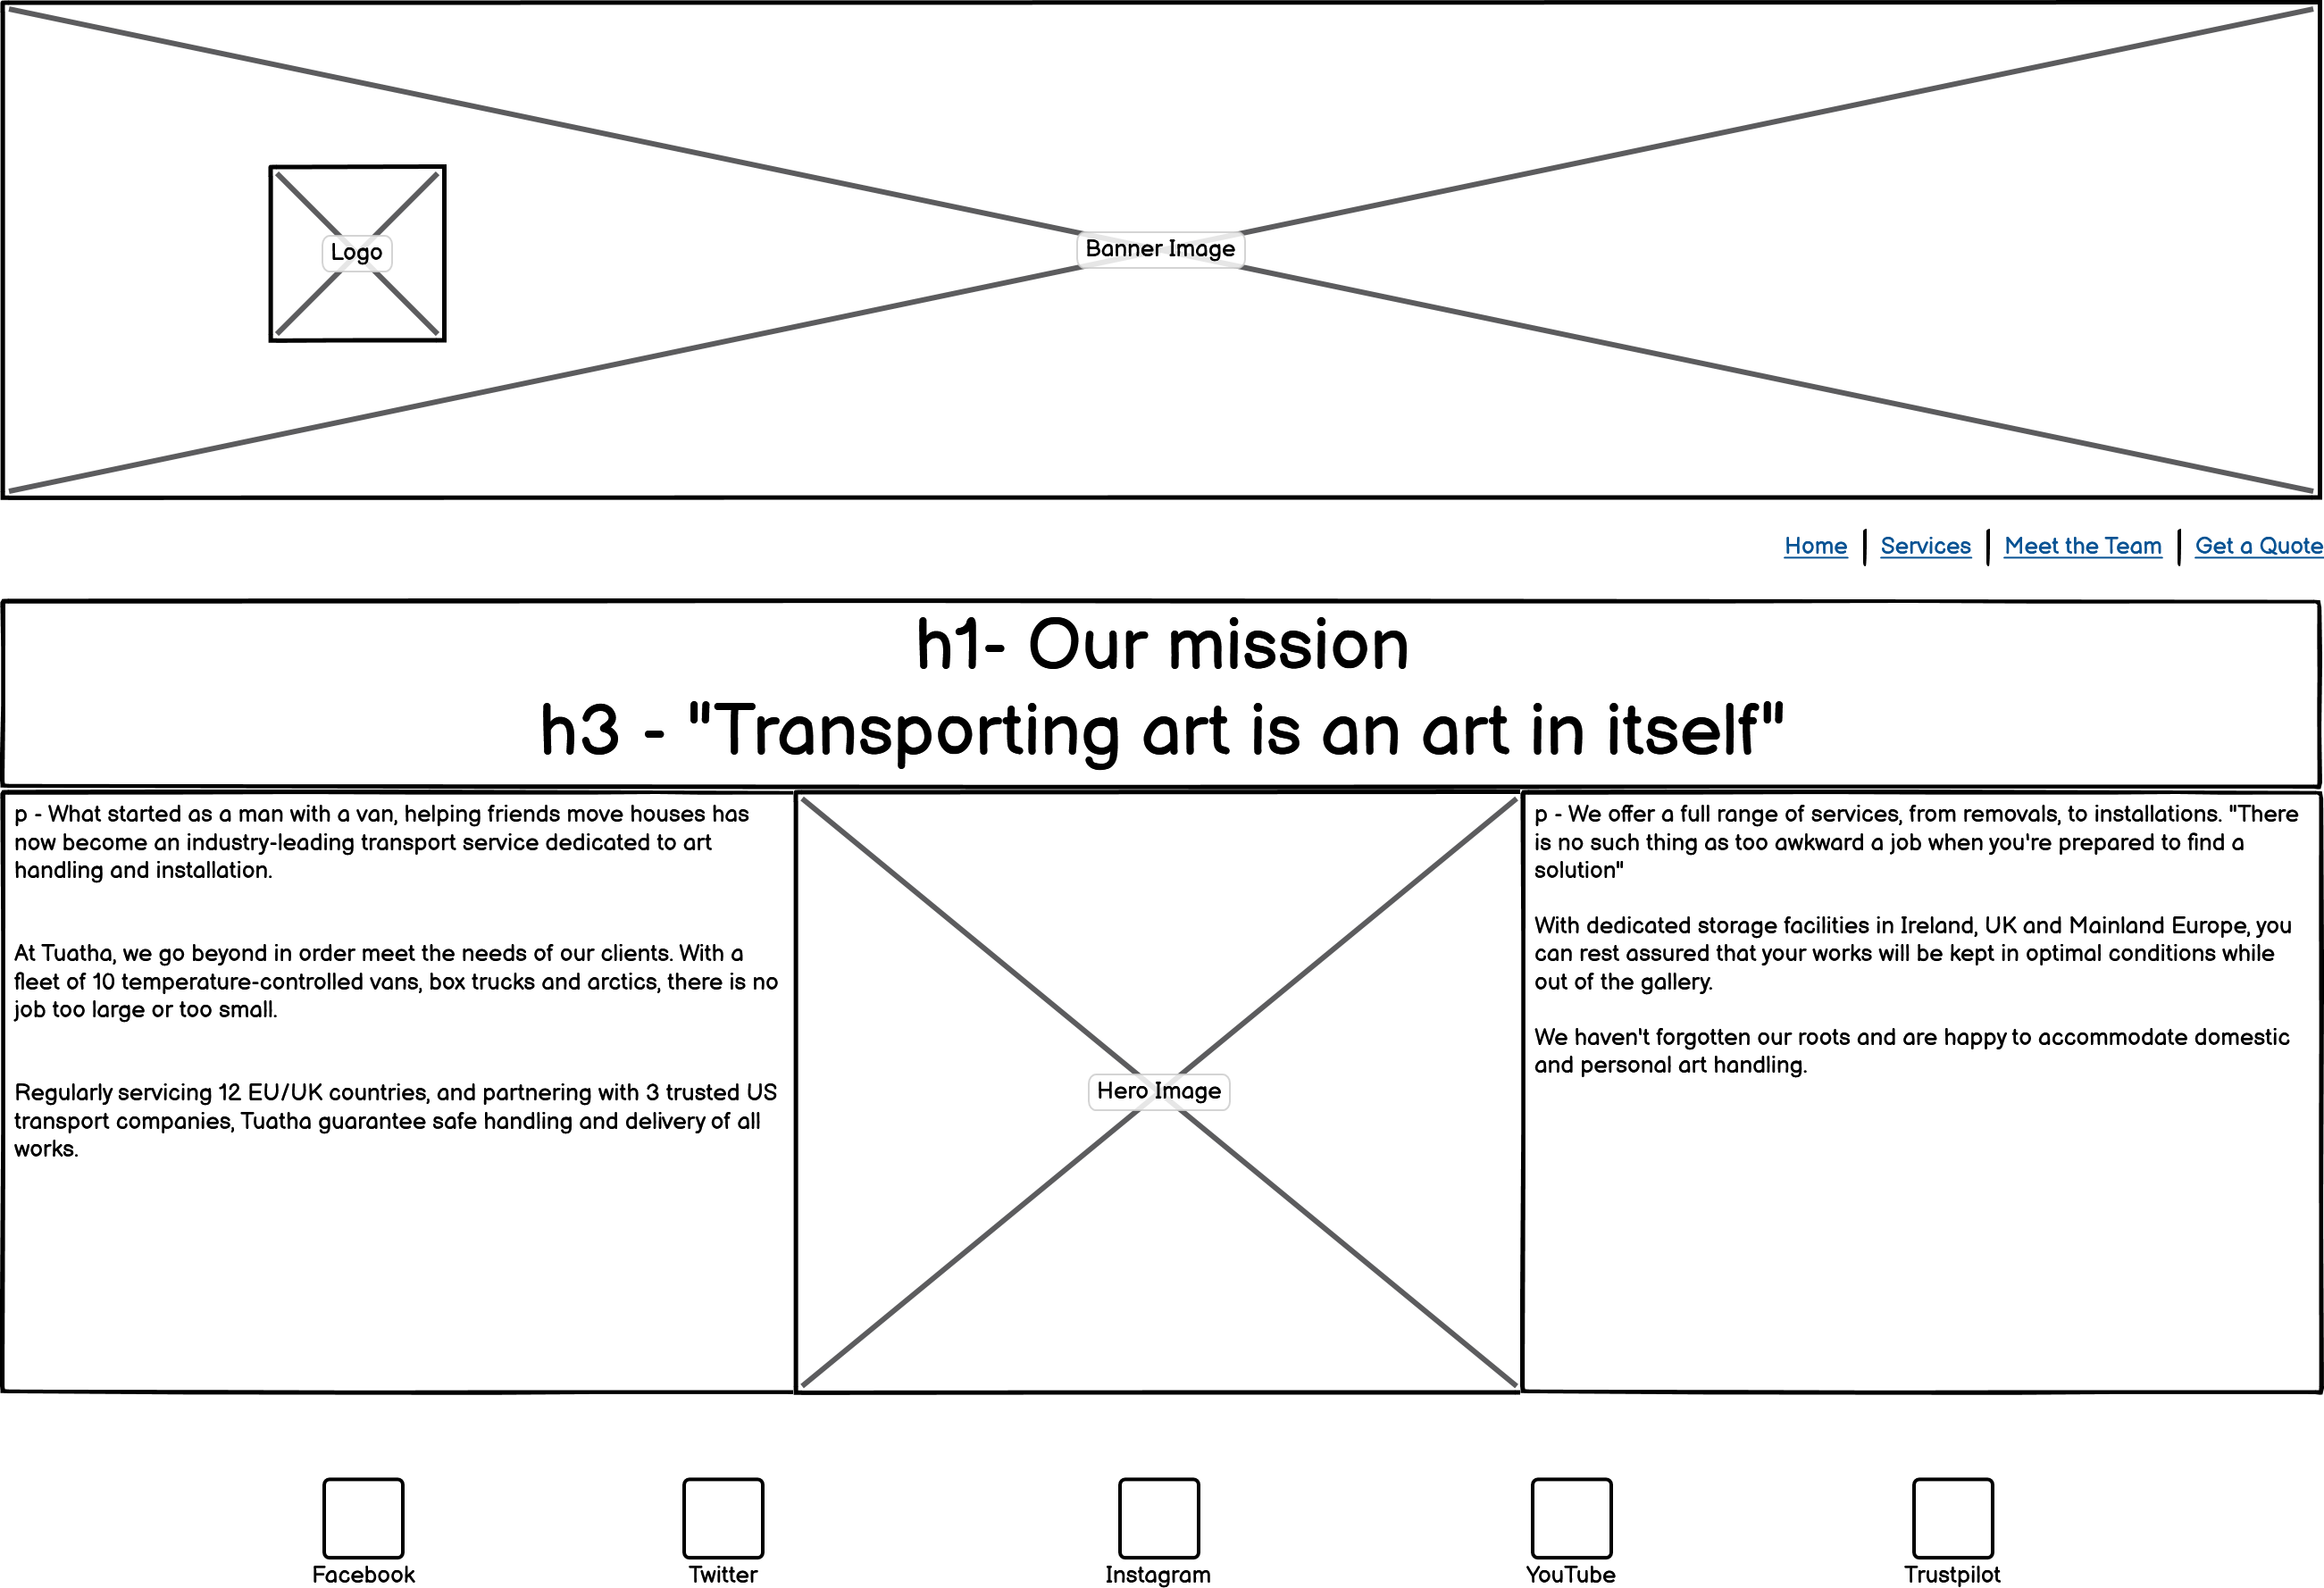 Logo
Banner Image
Home | Services | Meet the Team | Get a Quote
h1- Our mission
h3 - "Transporting art is an art in itself"
p - What started as a man with a van, helping friends move houses has
now become an industry-leading transport service dedicated to art
handling and installation.
At Tuatha, we go beyond in order meet the needs of our clients. With a
fleet of 10 temperature-controlled vans, box trucks and arctics, there is no
job too large or too small.
Regularly servicing 12 EU/UK countries, and partnering with 3 trusted US
transport companies, Tuatha guarantee safe handling and delivery of all
works.
Hero Image
p - We offer a full range of services, from removals, to installations. "There
is no such thing as too awkward a job when you're prepared to find a
solution"
With dedicated storage facilities in Ireland, UK and Mainland Europe, you
can rest assured that your works will be kept in optimal conditions while
out of the gallery.
We haven't forgotten our roots and are happy to accommodate domestic
and personal art handling.
Facebook
Twitter
Instagram
YouTube
Trustpilot